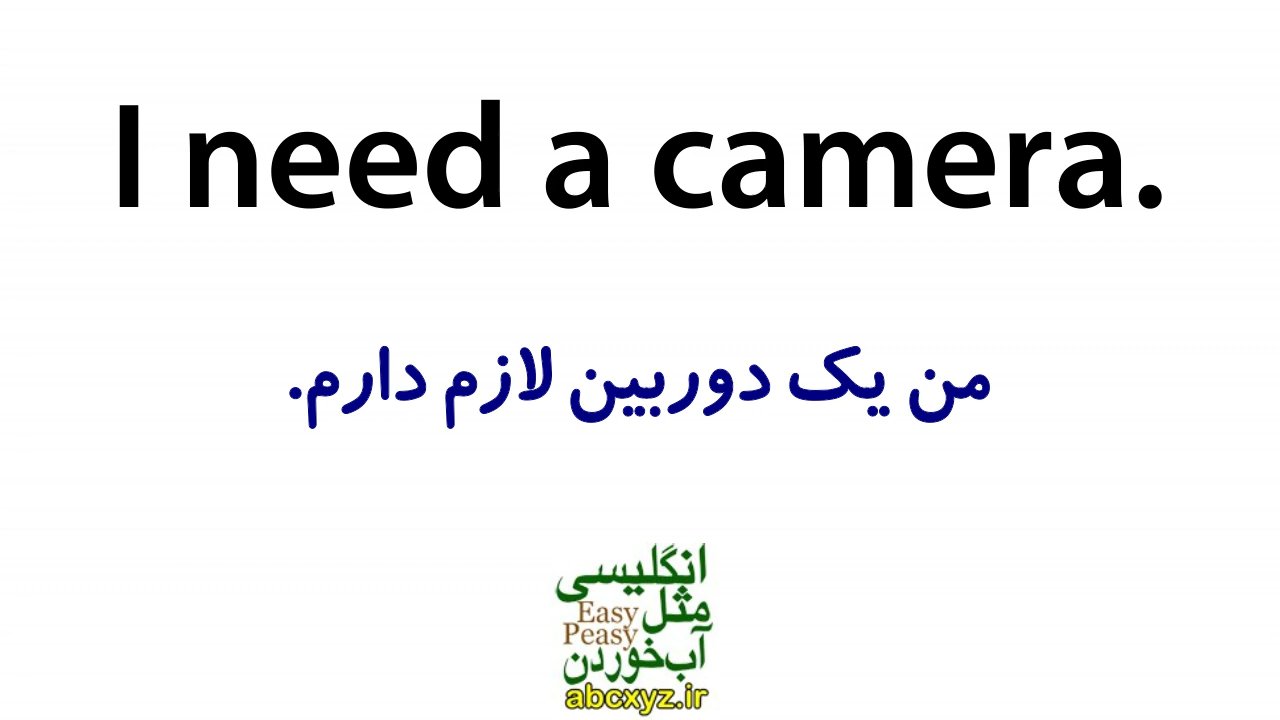 I need a camera.
من یک دوربین لازم دارم.
انگلیسی
مثل
Easy
Peasy
آب‌خوردن
abcxyz.ir